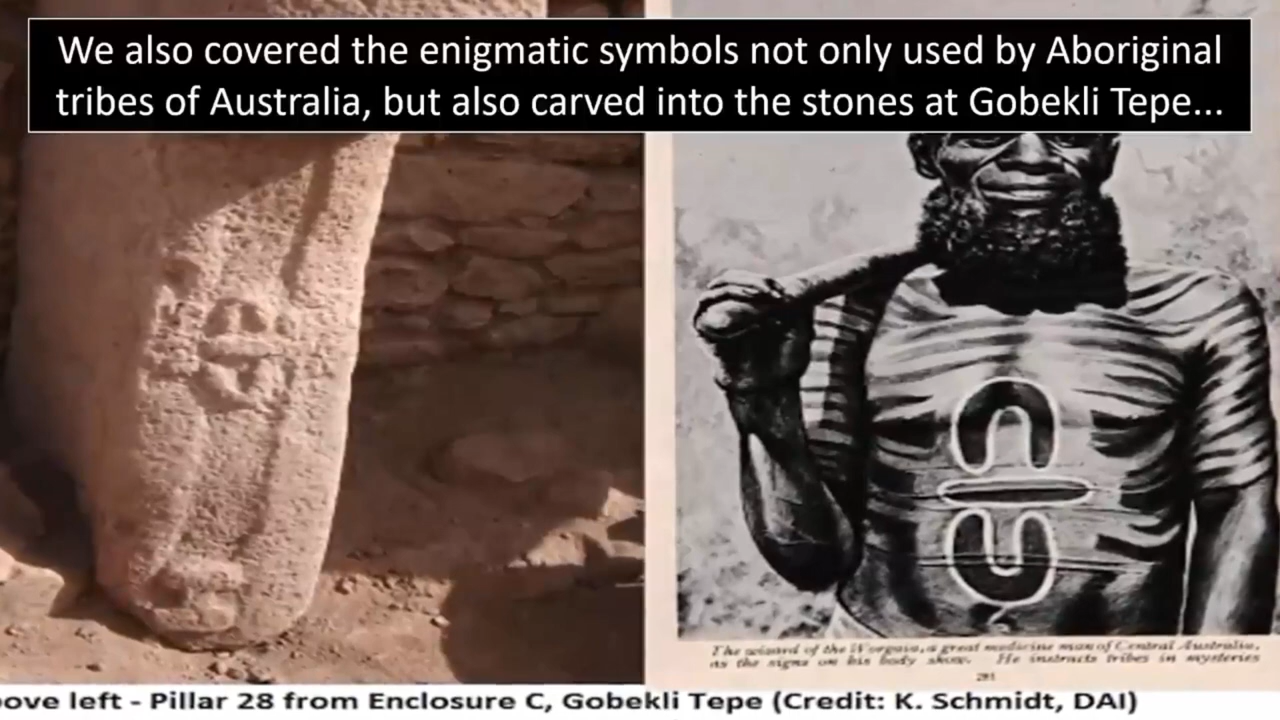 We also covered the enigmatic symbols not only used by Aboriginal
tribes of Australia, but also carved into the stones at Gobekli Tepe...
The wizard of the Worgaia, a great medicine man of Central Australia,
as the signs on his body show. He instructs tribes in mysteries
281
ove left - Pillar 28 from Enclosure C, Gobekli Tepe (Credit: K. Schmidt, DAI)